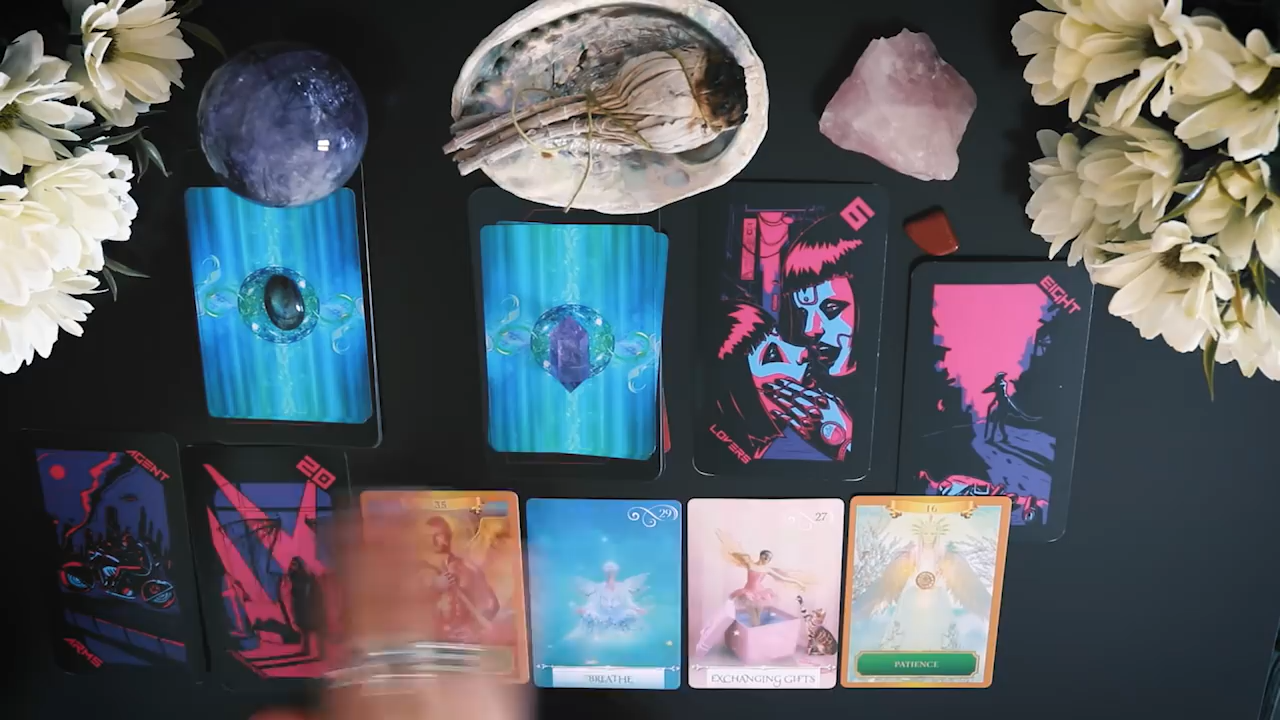 6
LOVERS
EIGHT
AGENT
ARMS
20
35
29
BREATHE
27
EXCHANGING GIFTS
16
PATIENCE